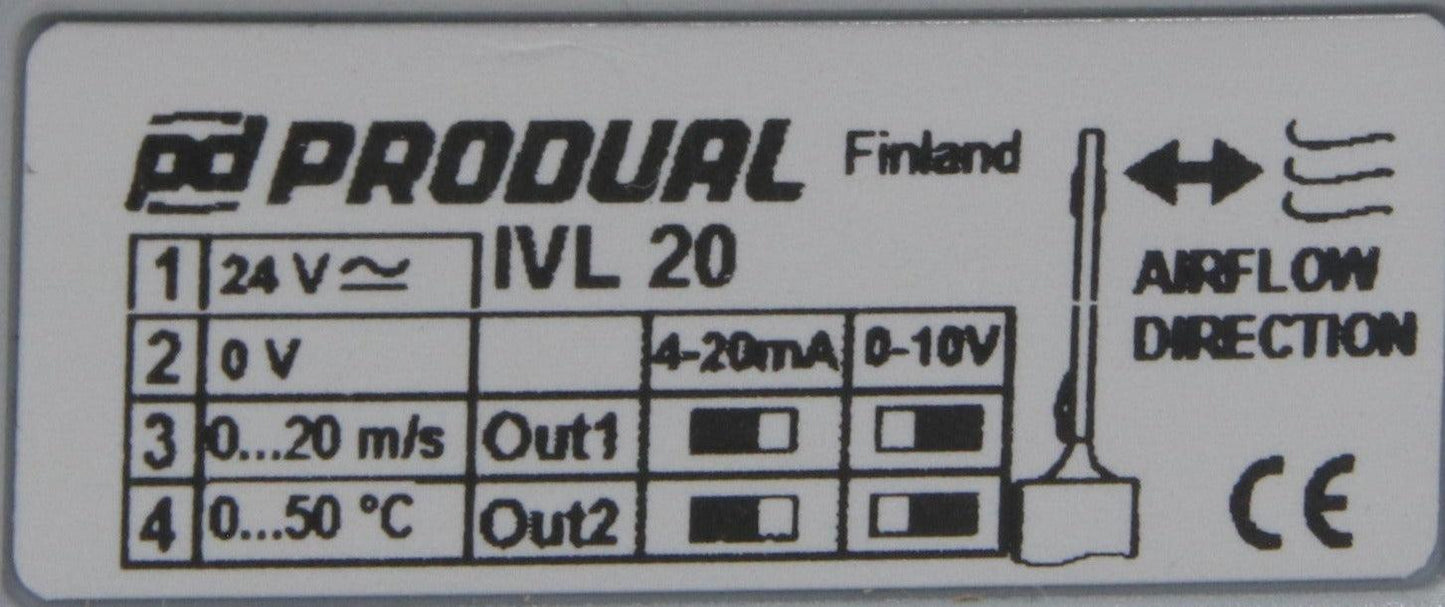 pd PRODUAL Finland
IVL 20
1 24 V ⎓
2 0 V 4-20mA 0-10V
3 0...20 m/s Out1
4 0...50 °C Out2
AIRFLOW
DIRECTION
CE